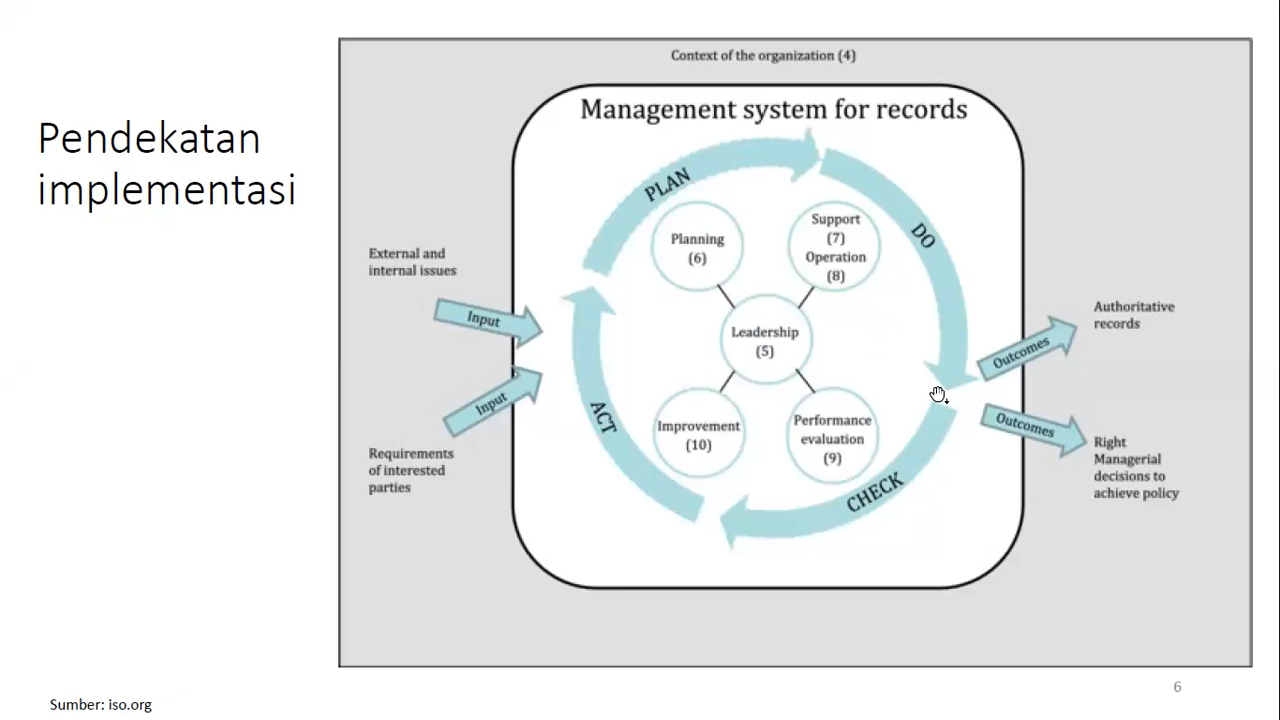 Pendekatan
implementasi
Context of the organization (4)
Management system for records
PLAN
DO
CHECK
ACT
Planning
(6)
Support
(7)
Operation
(8)
Leadership
(5)
Improvement
(10)
Performance
evaluation
(9)
External and
internal issues
Input
Input
Requirements
of interested
parties
Outcomes
Authoritative
records
Outcomes
Right
Managerial
decisions to
achieve policy
6
Sumber: iso.org